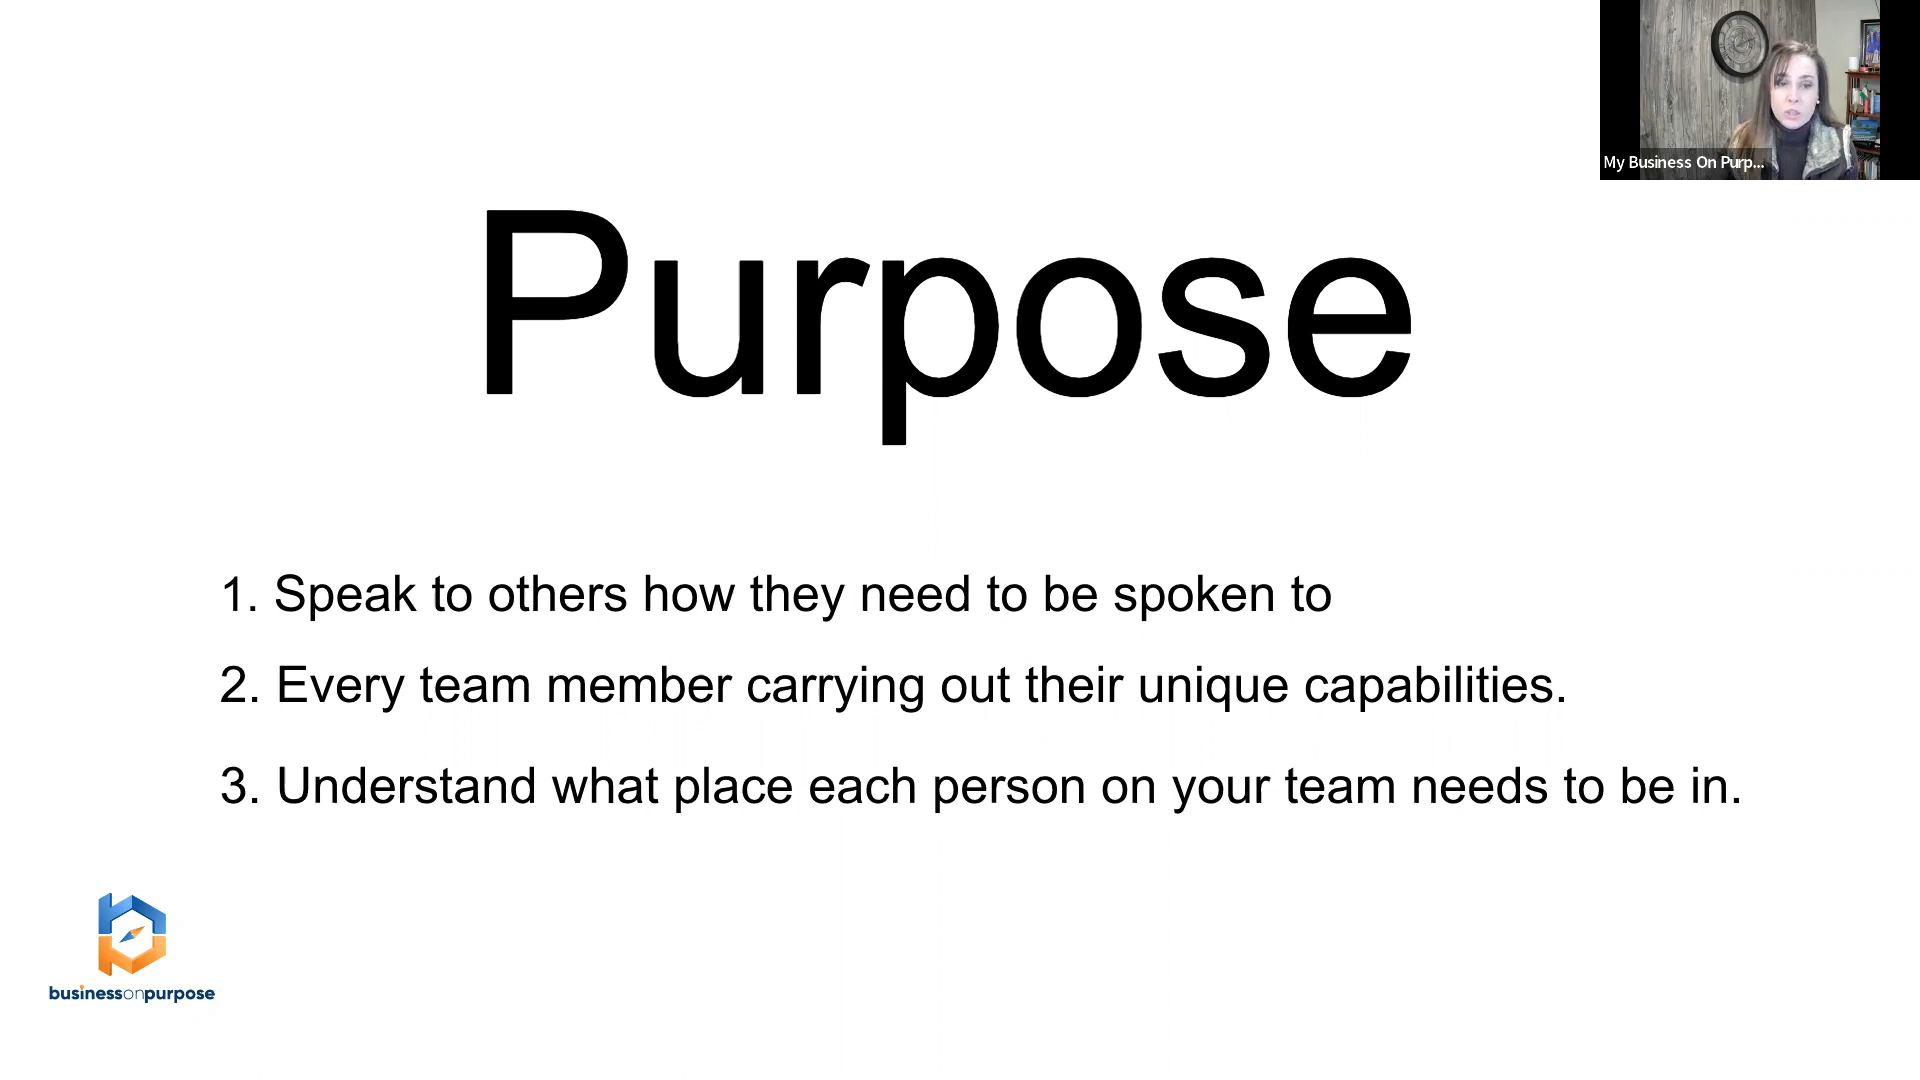 My Business On Purp...
Purpose
1. Speak to others how they need to be spoken to
2. Every team member carrying out their unique capabilities.
3. Understand what place each person on your team needs to be in.
businessonpurpose